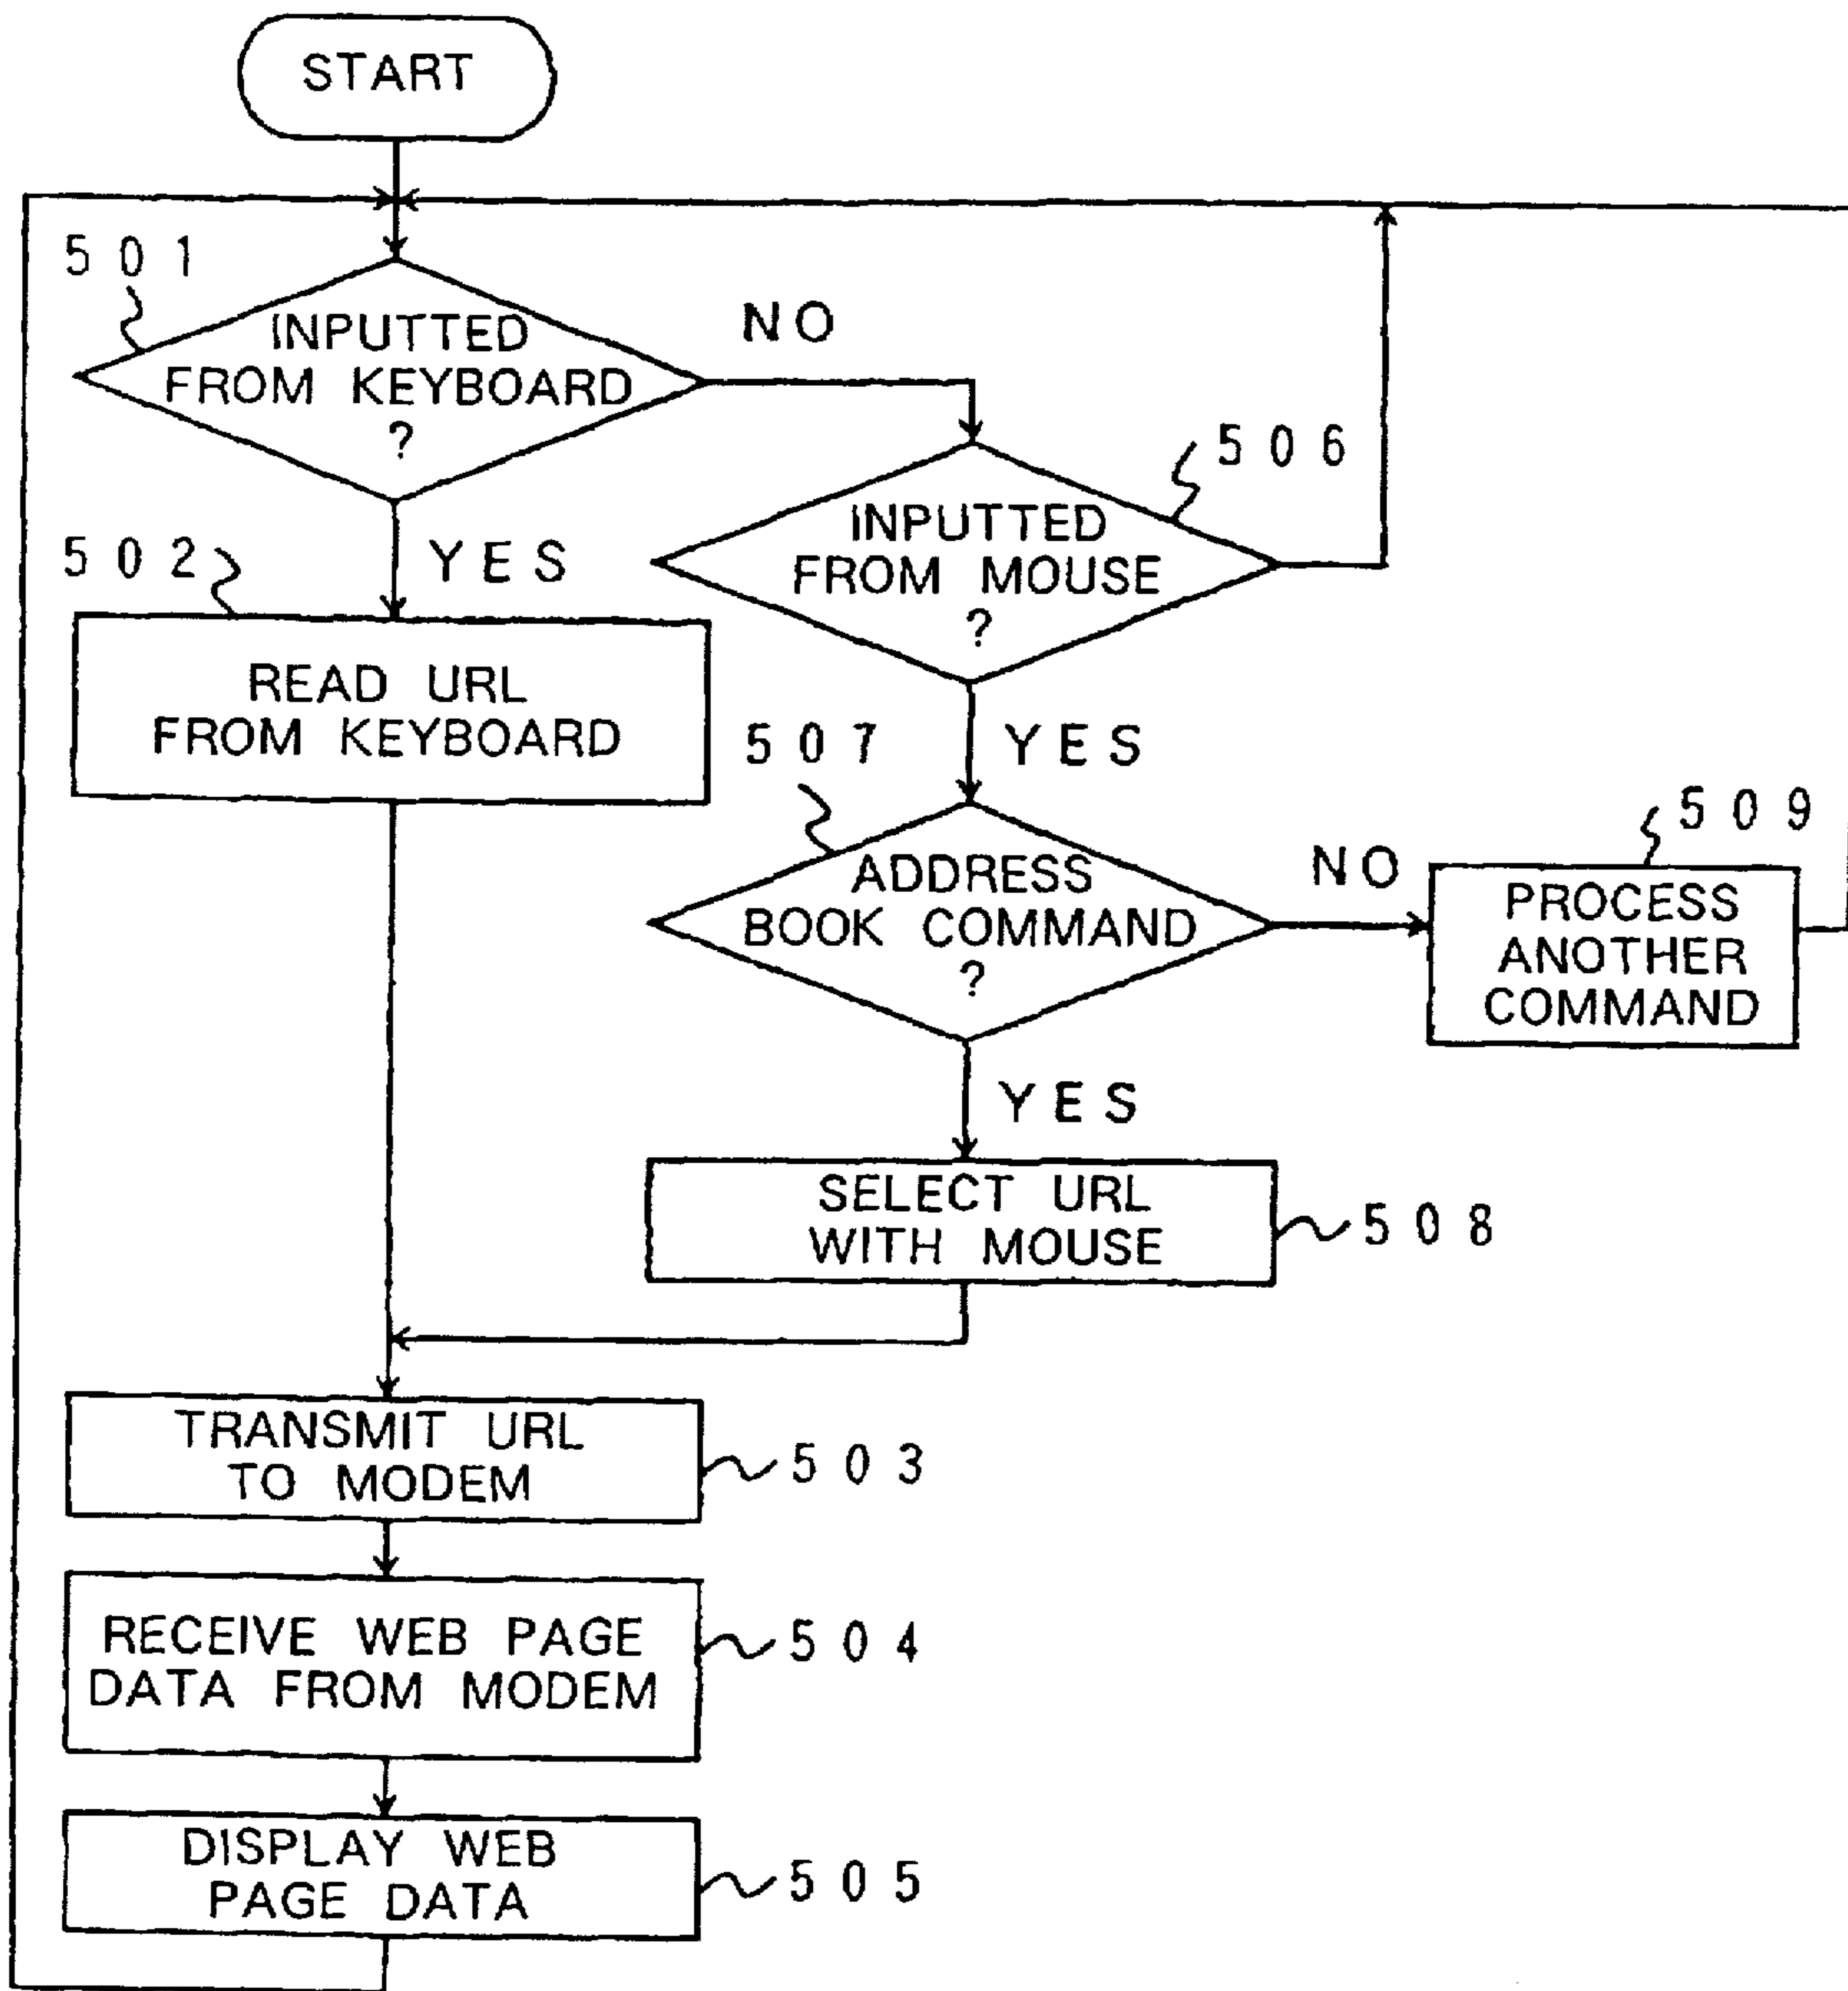 START
501
INPUTTED
FROM KEYBOARD
?
NO
YES
502
READ URL
FROM KEYBOARD
506
INPUTTED
FROM MOUSE
?
YES
507
ADDRESS
BOOK COMMAND
?
NO
509
PROCESS
ANOTHER
COMMAND
YES
SELECT URL
WITH MOUSE
508
TRANSMIT URL
TO MODEM
503
RECEIVE WEB PAGE
DATA FROM MODEM
504
DISPLAY WEB
PAGE DATA
505